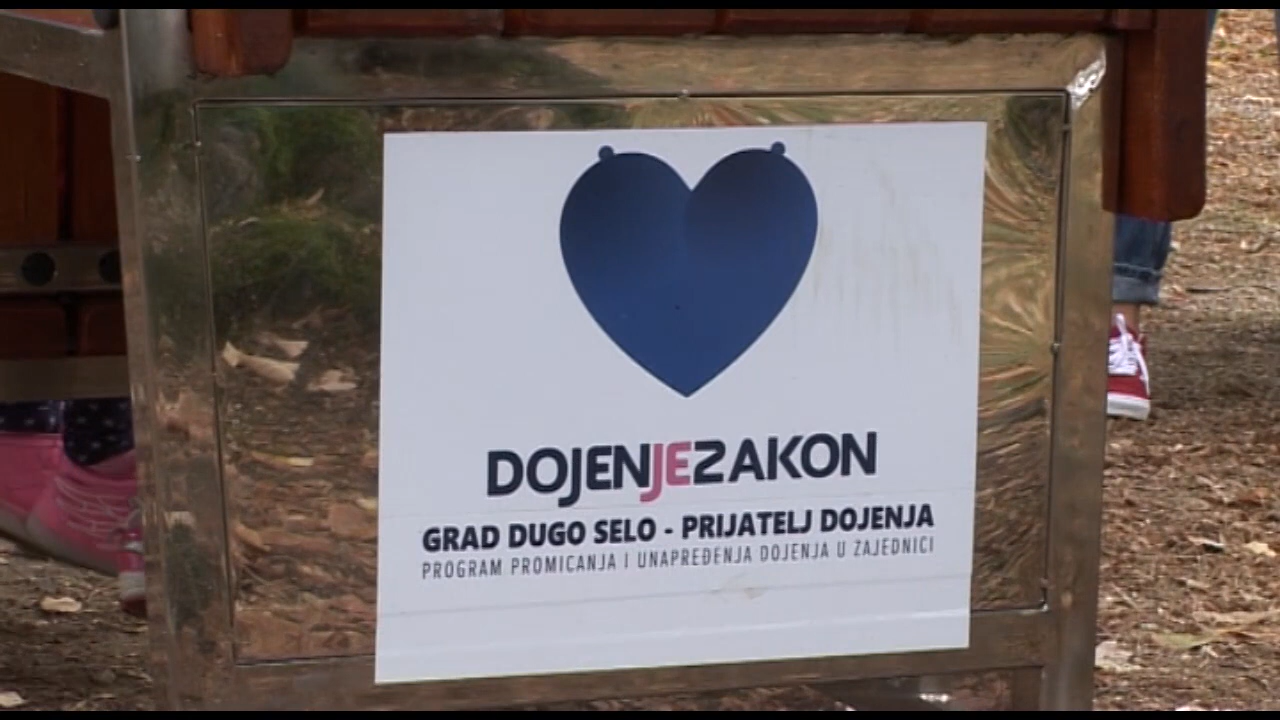 DOJENJEZAKON
GRAD DUGO SELO - PRIJATELJ DOJENJA
PROGRAM PROMICANJA I UNAPREĐENJA DOJENJA U ZAJEDNICI